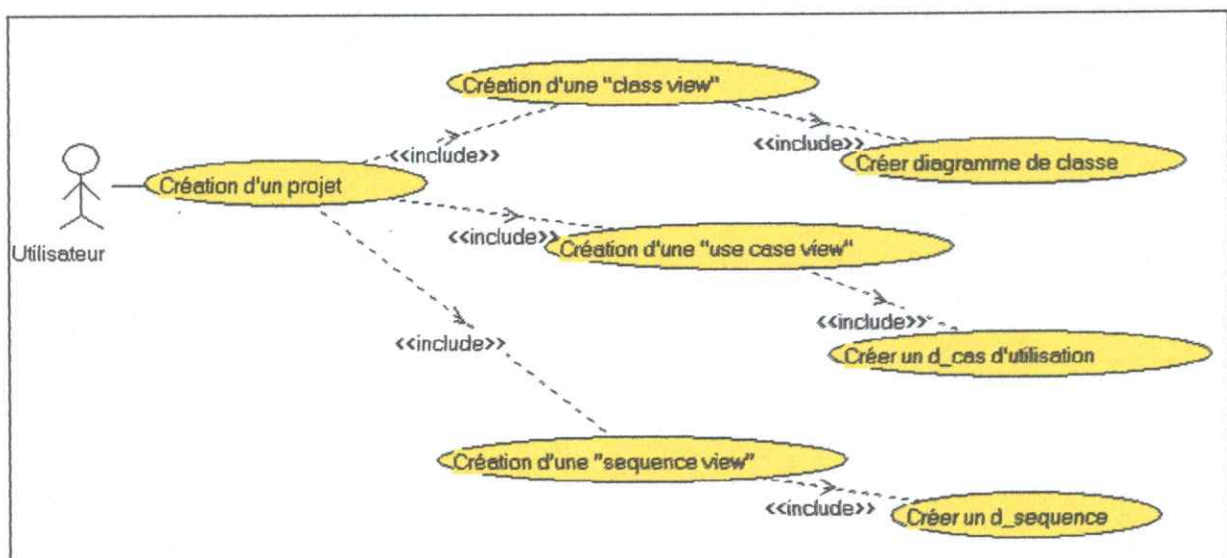 Création d'une "class view"
<<include>>
<<include>>
Créer diagramme de classe
Création d'un projet
<<include>>
Création d'une "use case view"
Utilisateur
<<include>>
Créer un d_cas d'utilisation
<<include>>
Création d'une "sequence view"
<<include>>
Créer un d_sequence